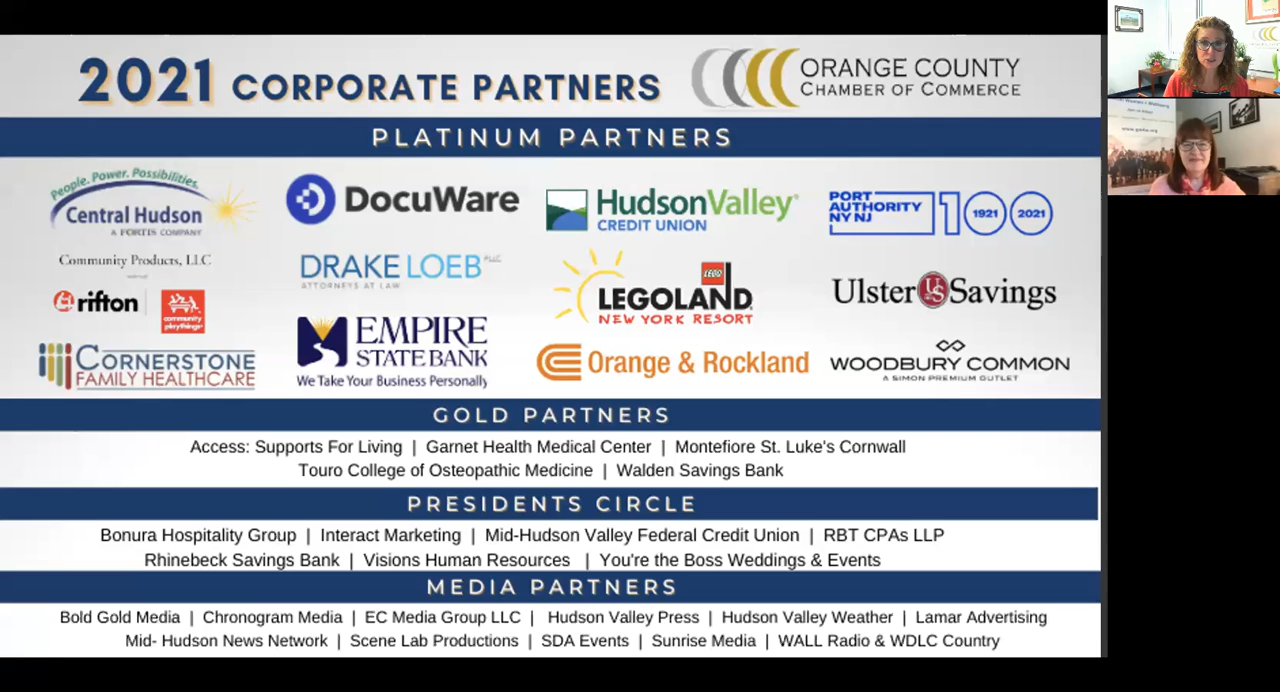 2021 CORPORATE PARTNERS
ORANGE COUNTY
CHAMBER OF COMMERCE
PLATINUM PARTNERS
People. Power. Possibilities.
Central Hudson
A FORTIS COMPANY
DocuWare
HudsonValley®
CREDIT UNION
PORT
AUTHORITY
NY NJ
100
1921
2021
Community Products, LLC
rifton
community
playthings
DRAKE LOEB PLLC
ATTORNEYS AT LAW
LEGO
LEGOLAND
NEW YORK RESORT
Ulster US Savings
CORNERSTONE
FAMILY HEALTHCARE
EMPIRE
STATE BANK
We Take Your Business Personally
Orange & Rockland
WOODBURY COMMON
A SIMON PREMIUM OUTLET
GOLD PARTNERS
Access: Supports For Living | Garnet Health Medical Center | Montefiore St. Luke's Cornwall
Touro College of Osteopathic Medicine | Walden Savings Bank
PRESIDENTS CIRCLE
Bonura Hospitality Group | Interact Marketing | Mid-Hudson Valley Federal Credit Union | RBT CPAs LLP
Rhinebeck Savings Bank | Visions Human Resources | You're the Boss Weddings & Events
MEDIA PARTNERS
Bold Gold Media | Chronogram Media | EC Media Group LLC | Hudson Valley Press | Hudson Valley Weather | Lamar Advertising
Mid- Hudson News Network | Scene Lab Productions | SDA Events | Sunrise Media | WALL Radio & WDLC Country